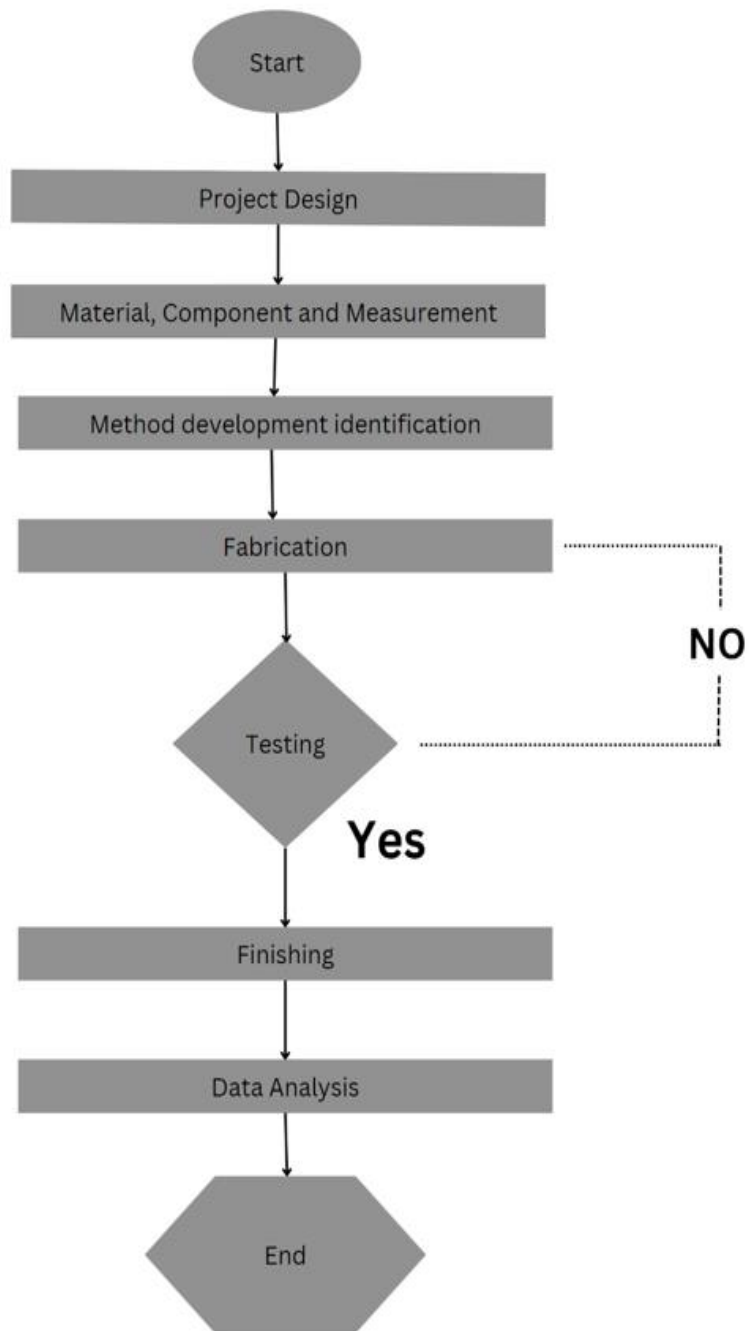 Start
Project Design
Material, Component and Measurement
Method development identification
Fabrication
NO
Testing
Yes
Finishing
Data Analysis
End